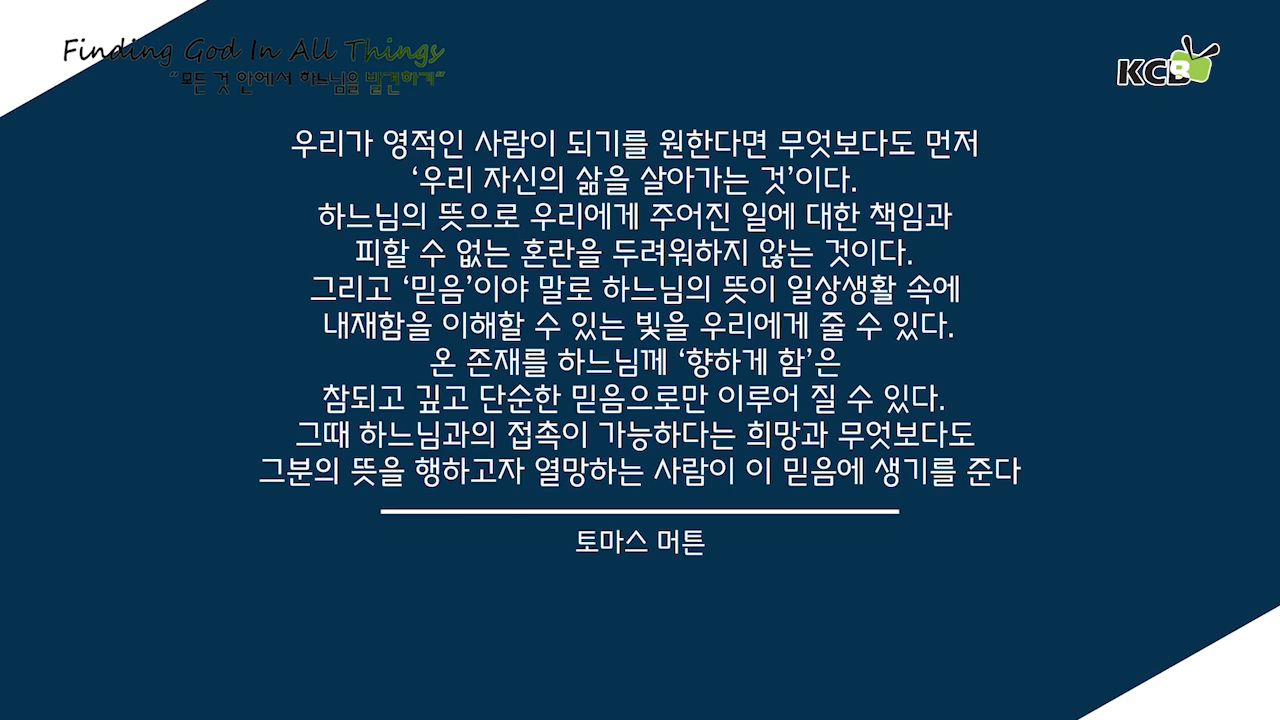 Finding God In All Things
“모든 것 안에서 하느님을 발견하기”
KCB
우리가 영적인 사람이 되기를 원한다면 무엇보다도 먼저
‘우리 자신의 삶을 살아가는 것’이다.
하느님의 뜻으로 우리에게 주어진 일에 대한 책임과
피할 수 없는 혼란을 두려워하지 않는 것이다.
그리고 ‘믿음’이야 말로 하느님의 뜻이 일상생활 속에
내재함을 이해할 수 있는 빛을 우리에게 줄 수 있다.
온 존재를 하느님께 ‘향하게 함’은
참되고 깊고 단순한 믿음으로만 이루어 질 수 있다.
그때 하느님과의 접촉이 가능하다는 희망과 무엇보다도
그분의 뜻을 행하고자 열망하는 사람이 이 믿음에 생기를 준다
토마스 머튼